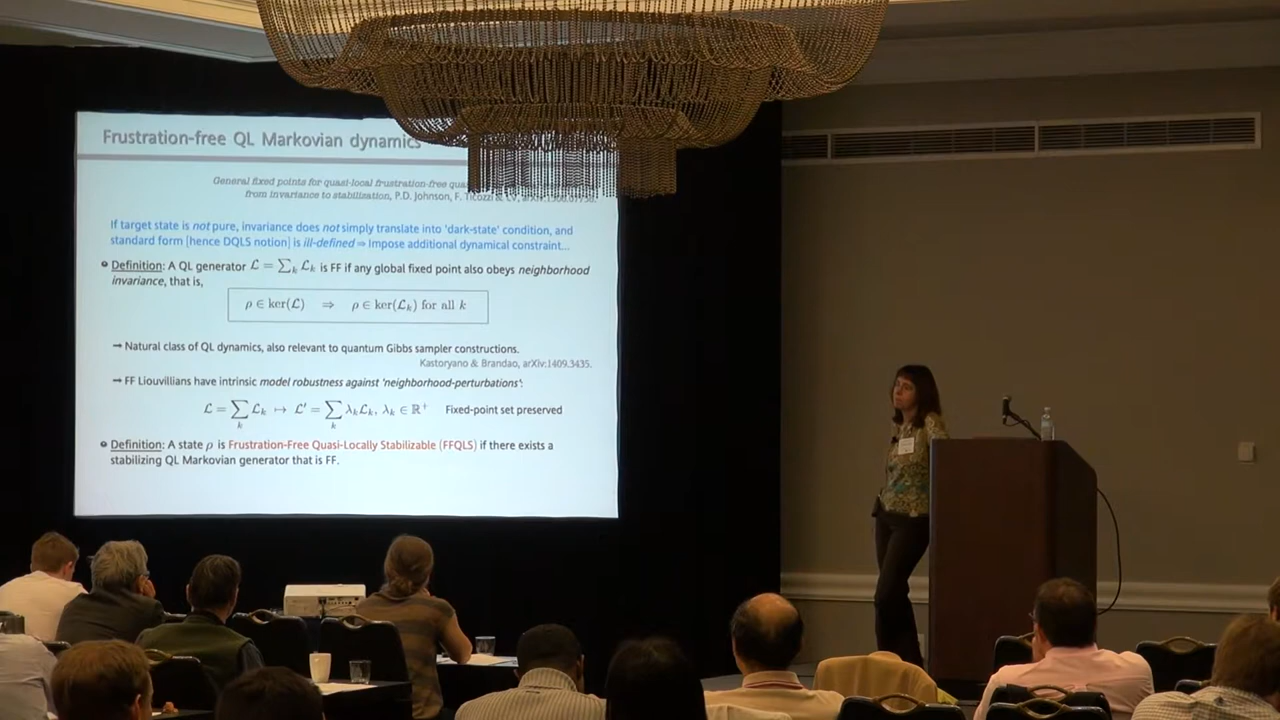 Frustration-free QL Markovian dynamics
General fixed points for quasi-local frustration-free qua
from invariance to stabilization, P.D. Johnson, F. Ticozzi & LV,
If target state is not pure, invariance does not simply translate into 'dark-state' condition, and
standard form [hence DQLS notion] is ill-defined ⇒ Impose additional dynamical constraint...
Definition: A QL generator ℒ = ∑ₖ ℒₖ is FF if any global fixed point also obeys neighborhood
invariance, that is,
ρ ∈ ker(ℒ) ⇒ ρ ∈ ker(ℒₖ) for all k
→ Natural class of QL dynamics, also relevant to quantum Gibbs sampler constructions.
Kastoryano & Brandao, arXiv:1409.3435.
→ FF Liouvillians have intrinsic model robustness against 'neighborhood-perturbations':
ℒ = ∑ₖ ℒₖ ↦ ℒ′ = ∑ₖ λₖℒₖ, λₖ ∈ ℝ⁺ Fixed-point set preserved
Definition: A state ρ is Frustration-Free Quasi-Locally Stabilizable (FFQLS) if there exists a
stabilizing QL Markovian generator that is FF.